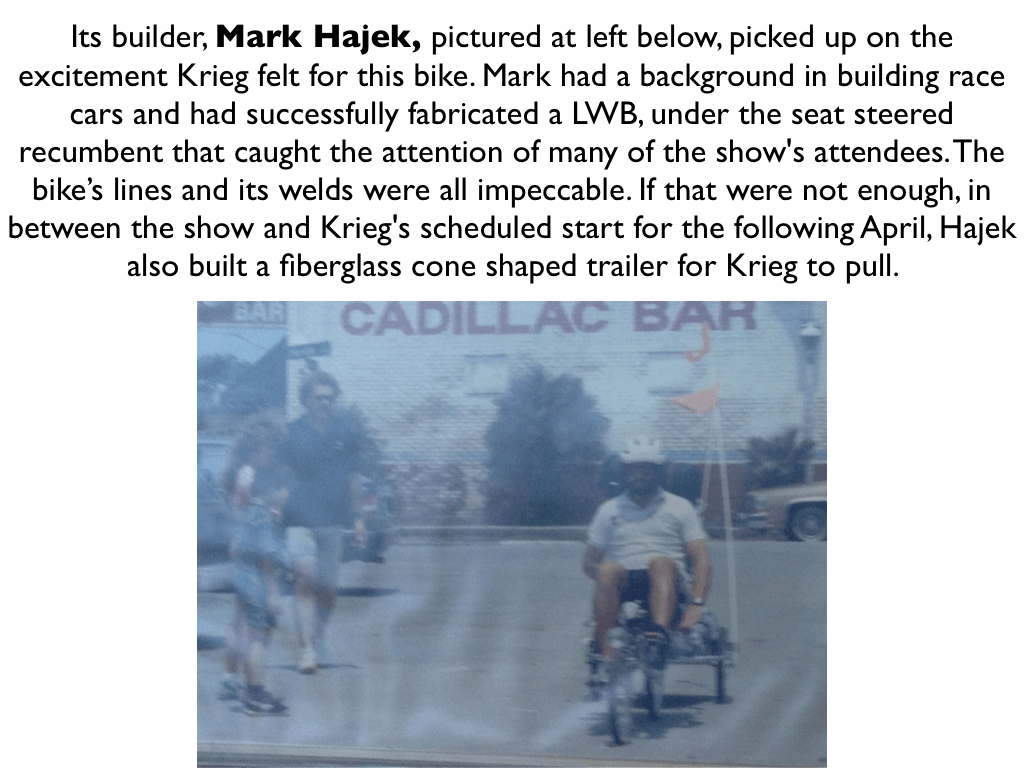 Its builder, Mark Hajek, pictured at left below, picked up on the
excitement Krieg felt for this bike. Mark had a background in building race
cars and had successfully fabricated a LWB, under the seat steered
recumbent that caught the attention of many of the show's attendees. The
bike’s lines and its welds were all impeccable. If that were not enough, in
between the show and Krieg's scheduled start for the following April, Hajek
also built a fiberglass cone shaped trailer for Krieg to pull.
BAR
CADILLAC BAR